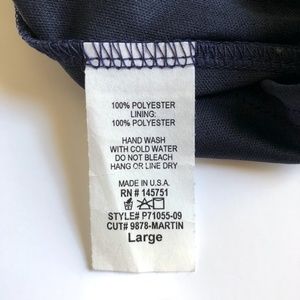 100% POLYESTER
LINING:
100% POLYESTER
HAND WASH
WITH COLD WATER
DO NOT BLEACH
HANG OR LINE DRY
MADE IN U.S.A.
RN # 145751
STYLE# P71055-09
CUT# 9878-MARTIN
Large